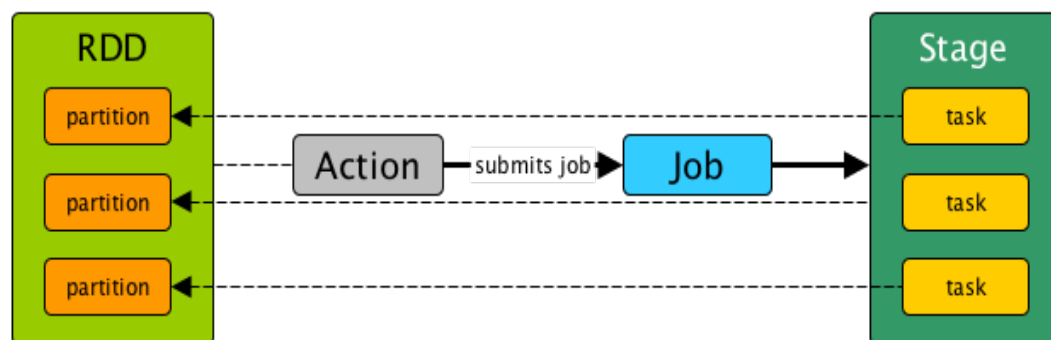 RDD
partition
partition
partition
Action
submits job
Job
Stage
task
task
task